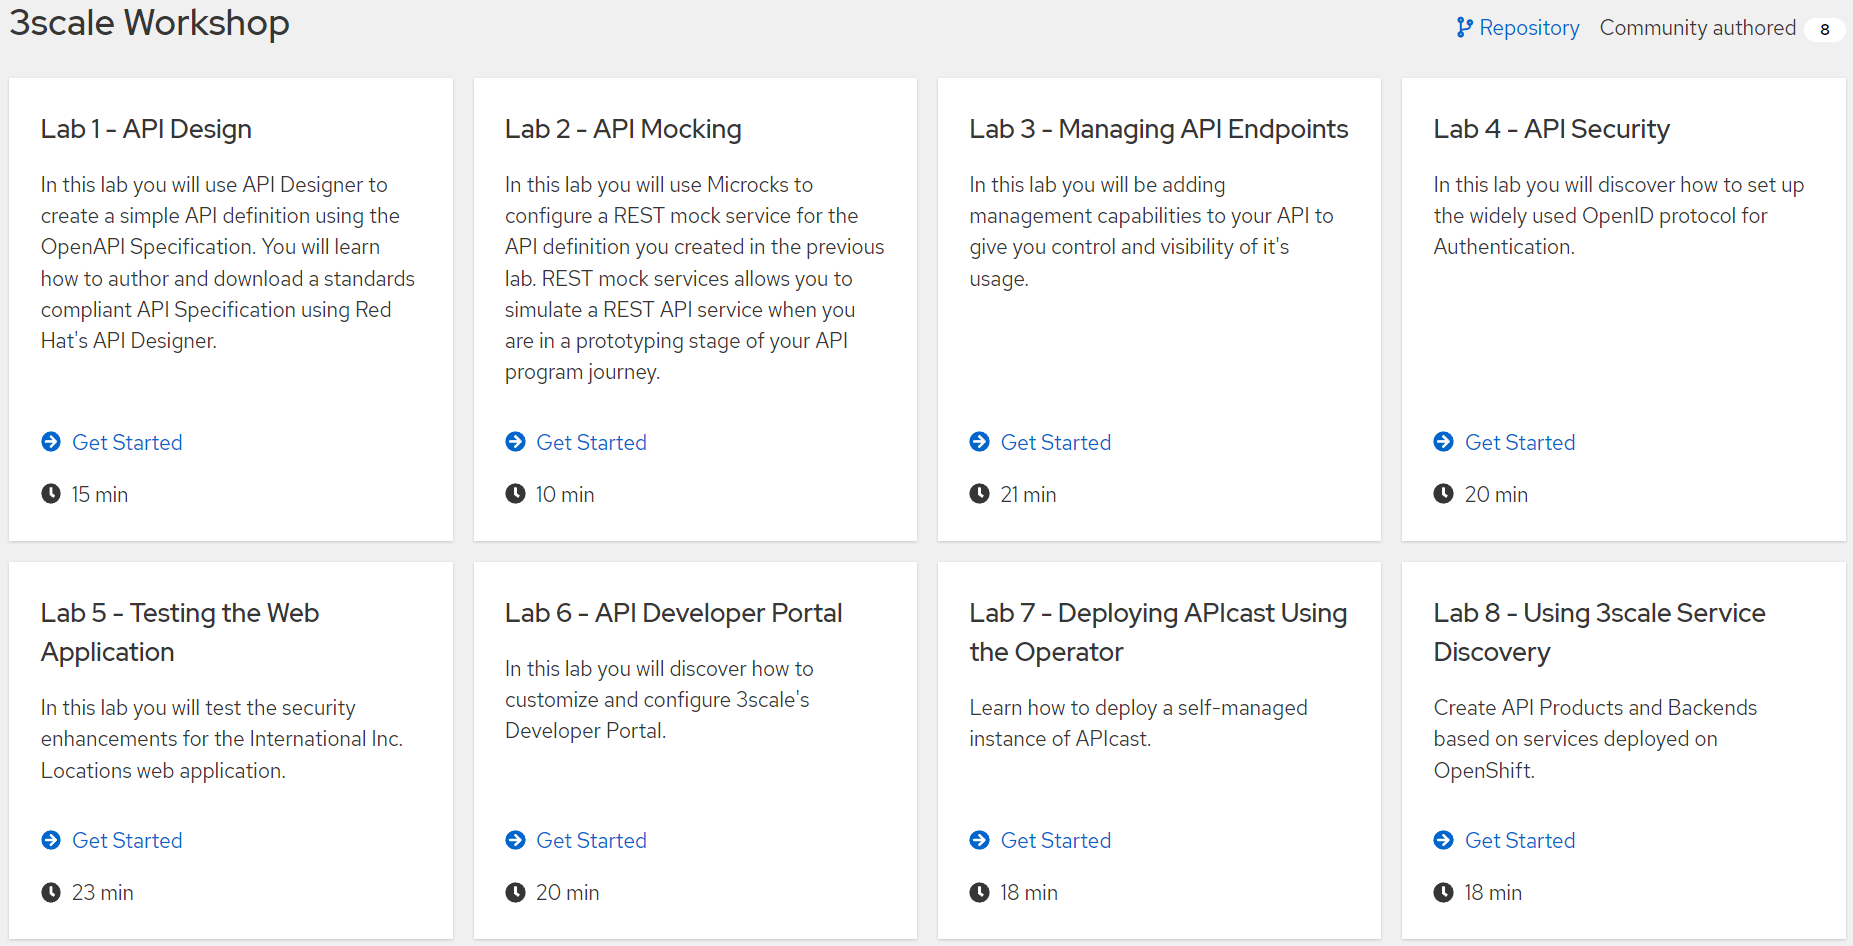 3scale Workshop
Repository Community authored 8
Lab 1 - API Design
In this lab you will use API Designer to
create a simple API definition using the
OpenAPI Specification. You will learn
how to author and download a standards
compliant API Specification using Red
Hat's API Designer.
Get Started
15 min
Lab 2 - API Mocking
In this lab you will use Microcks to
configure a REST mock service for the
API definition you created in the previous
lab. REST mock services allows you to
simulate a REST API service when you
are in a prototyping stage of your API
program journey.
Get Started
10 min
Lab 3 - Managing API Endpoints
In this lab you will be adding
management capabilities to your API to
give you control and visibility of it's
usage.
Get Started
21 min
Lab 4 - API Security
In this lab you will discover how to set up
the widely used OpenID protocol for
Authentication.
Get Started
20 min
Lab 5 - Testing the Web
Application
In this lab you will test the security
enhancements for the International Inc.
Locations web application.
Get Started
23 min
Lab 6 - API Developer Portal
In this lab you will discover how to
customize and configure 3scale's
Developer Portal.
Get Started
20 min
Lab 7 - Deploying APIcast Using
the Operator
Learn how to deploy a self-managed
instance of APIcast.
Get Started
18 min
Lab 8 - Using 3scale Service
Discovery
Create API Products and Backends
based on services deployed on
OpenShift.
Get Started
18 min